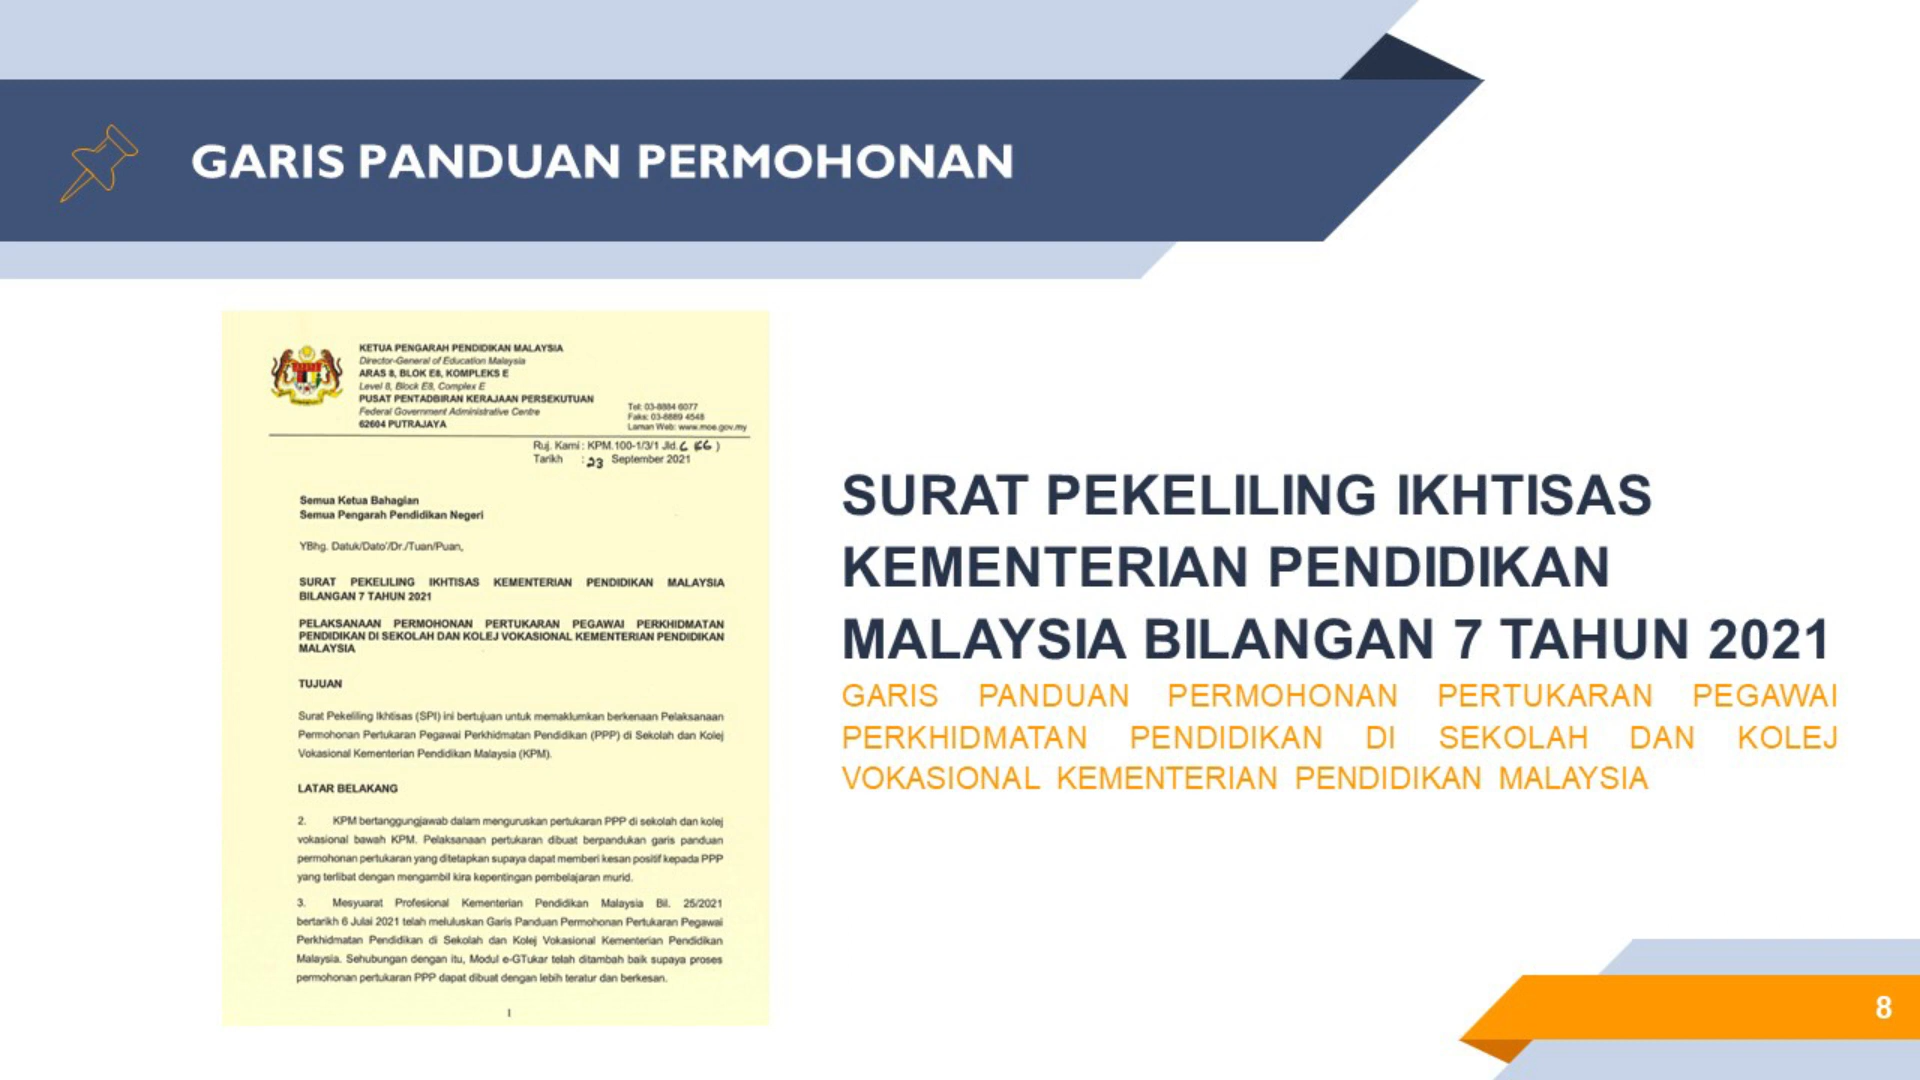 GARIS PANDUAN PERMOHONAN
KETUA PENGARAH PENDIDIKAN MALAYSIA
Director-General of Education Malaysia
ARAS 8, BLOK E8, KOMPLEKS E
Level 8, Block E8, Complex E
PUSAT PENTADBIRAN KERAJAAN PERSEKUTUAN
Federal Government Administrative Centre
62604 PUTRAJAYA
Tel: 03-8884 6077
Faks: 03-8889 4548
Laman Web: www.moe.gov.my
Ruj. Kami : KPM.100-1/3/1 Jld. )
Tarikh : 23 September 2021
Semua Ketua Bahagian
Semua Pengarah Pendidikan Negeri
YBhg. Datuk/Dato'/Dr./Tuan/Puan,
SURAT PEKELILING IKHTISAS KEMENTERIAN PENDIDIKAN MALAYSIA
BILANGAN 7 TAHUN 2021
PELAKSANAAN PERMOHONAN PERTUKARAN PEGAWAI PERKHIDMATAN
PENDIDIKAN DI SEKOLAH DAN KOLEJ VOKASIONAL KEMENTERIAN PENDIDIKAN
MALAYSIA
TUJUAN
Surat Pekeliling Ikhtisas (SPI) ini bertujuan untuk memaklumkan berkenaan Pelaksanaan
Permohonan Pertukaran Pegawai Perkhidmatan Pendidikan (PPP) di Sekolah dan Kolej
Vokasional Kementerian Pendidikan Malaysia (KPM).
LATAR BELAKANG
2. KPM bertanggungjawab dalam menguruskan pertukaran PPP di sekolah dan kolej
vokasional bawah KPM. Pelaksanaan pertukaran dibuat berpandukan garis panduan
permohonan pertukaran yang ditetapkan supaya dapat memberi kesan positif kepada PPP
yang terlibat dengan mengambil kira kepentingan pembelajaran murid.
3. Mesyuarat Profesional Kementerian Pendidikan Malaysia Bil. 25/2021
bertarikh 6 Julai 2021 telah meluluskan Garis Panduan Permohonan Pertukaran Pegawai
Perkhidmatan Pendidikan di Sekolah dan Kolej Vokasional Kementerian Pendidikan
Malaysia. Sehubungan dengan itu, Modul e-GTukar telah ditambah baik supaya proses
permohonan pertukaran PPP dapat dibuat dengan lebih teratur dan berkesan.
1
SURAT PEKELILING IKHTISAS
KEMENTERIAN PENDIDIKAN
MALAYSIA BILANGAN 7 TAHUN 2021
GARIS PANDUAN PERMOHONAN PERTUKARAN PEGAWAI
PERKHIDMATAN PENDIDIKAN DI SEKOLAH DAN KOLEJ
VOKASIONAL KEMENTERIAN PENDIDIKAN MALAYSIA
8